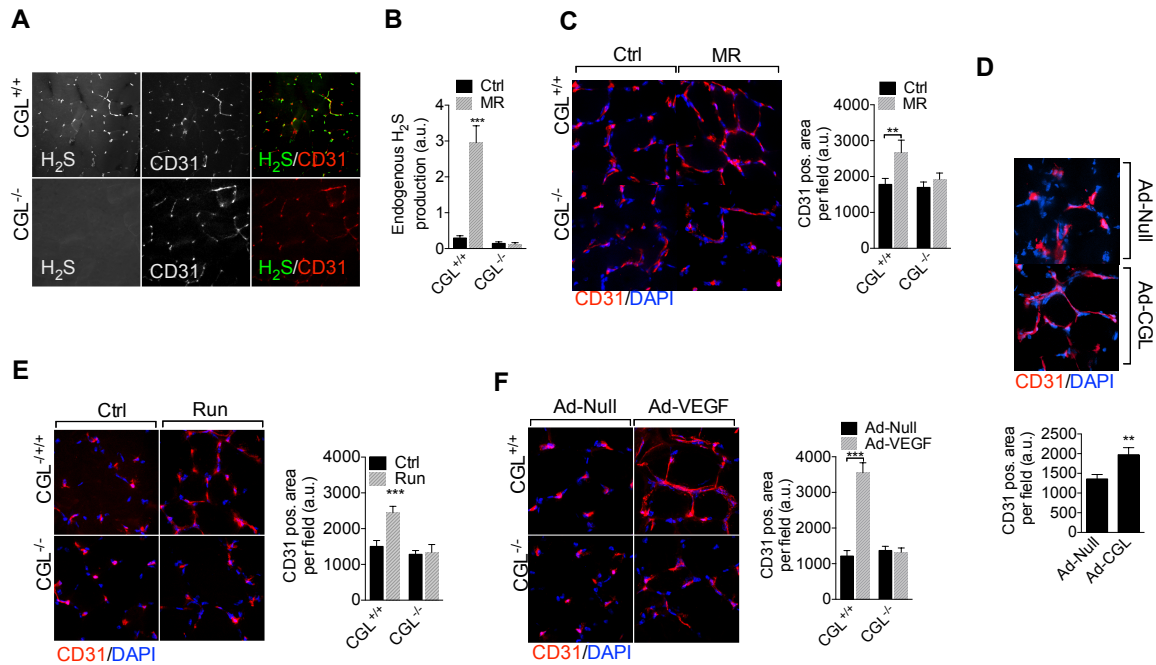 A
CGL+/+
H2S
CD31
H2S/CD31
CGL-/-
H2S
CD31
H2S/CD31
B
Ctrl
MR
***
Endogenous H2S
production (a.u.)
4
3
2
1
0
CGL+/+
CGL-/-
C
Ctrl
MR
CGL+/+
CGL-/-
CD31/DAPI
Ctrl
MR
**
CD31 pos. area
per field (a.u.)
4000
3000
2000
1000
0
CGL+/+
CGL-/-
D
Ad-Null
Ad-CGL
CD31/DAPI
CD31 pos. area
per field (a.u.)
2500
2000
1500
1000
500
0
**
Ad-Null
Ad-CGL
E
Ctrl
Run
CGL-/+/+
CGL-/-
CD31/DAPI
Ctrl
Run
***
CD31 pos. area
per field (a.u.)
4000
3000
2000
1000
0
CGL+/+
CGL-/-
F
Ad-Null
Ad-VEGF
CGL+/+
CGL-/-
CD31/DAPI
Ad-Null
Ad-VEGF
***
CD31 pos. area
per field (a.u.)
4000
3000
2000
1000
0
CGL+/+
CGL-/-